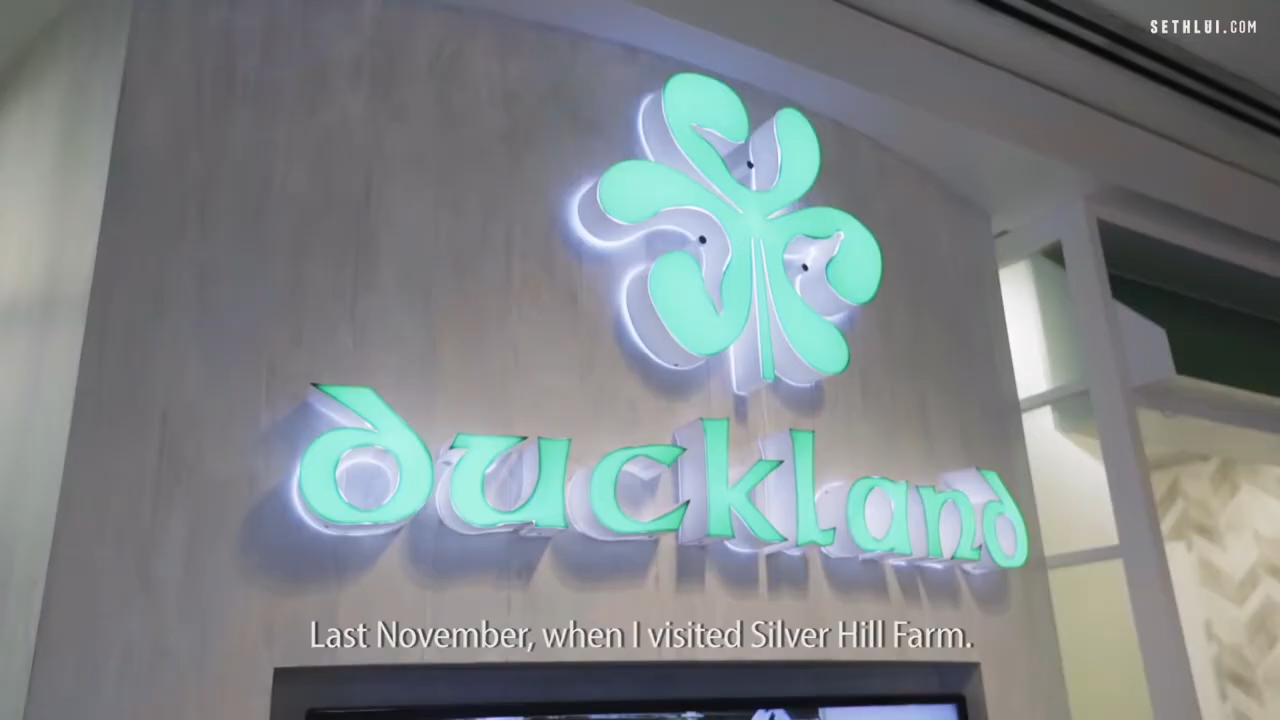 SETHLUI.COM
duckland
Last November, when I visited Silver Hill Farm.